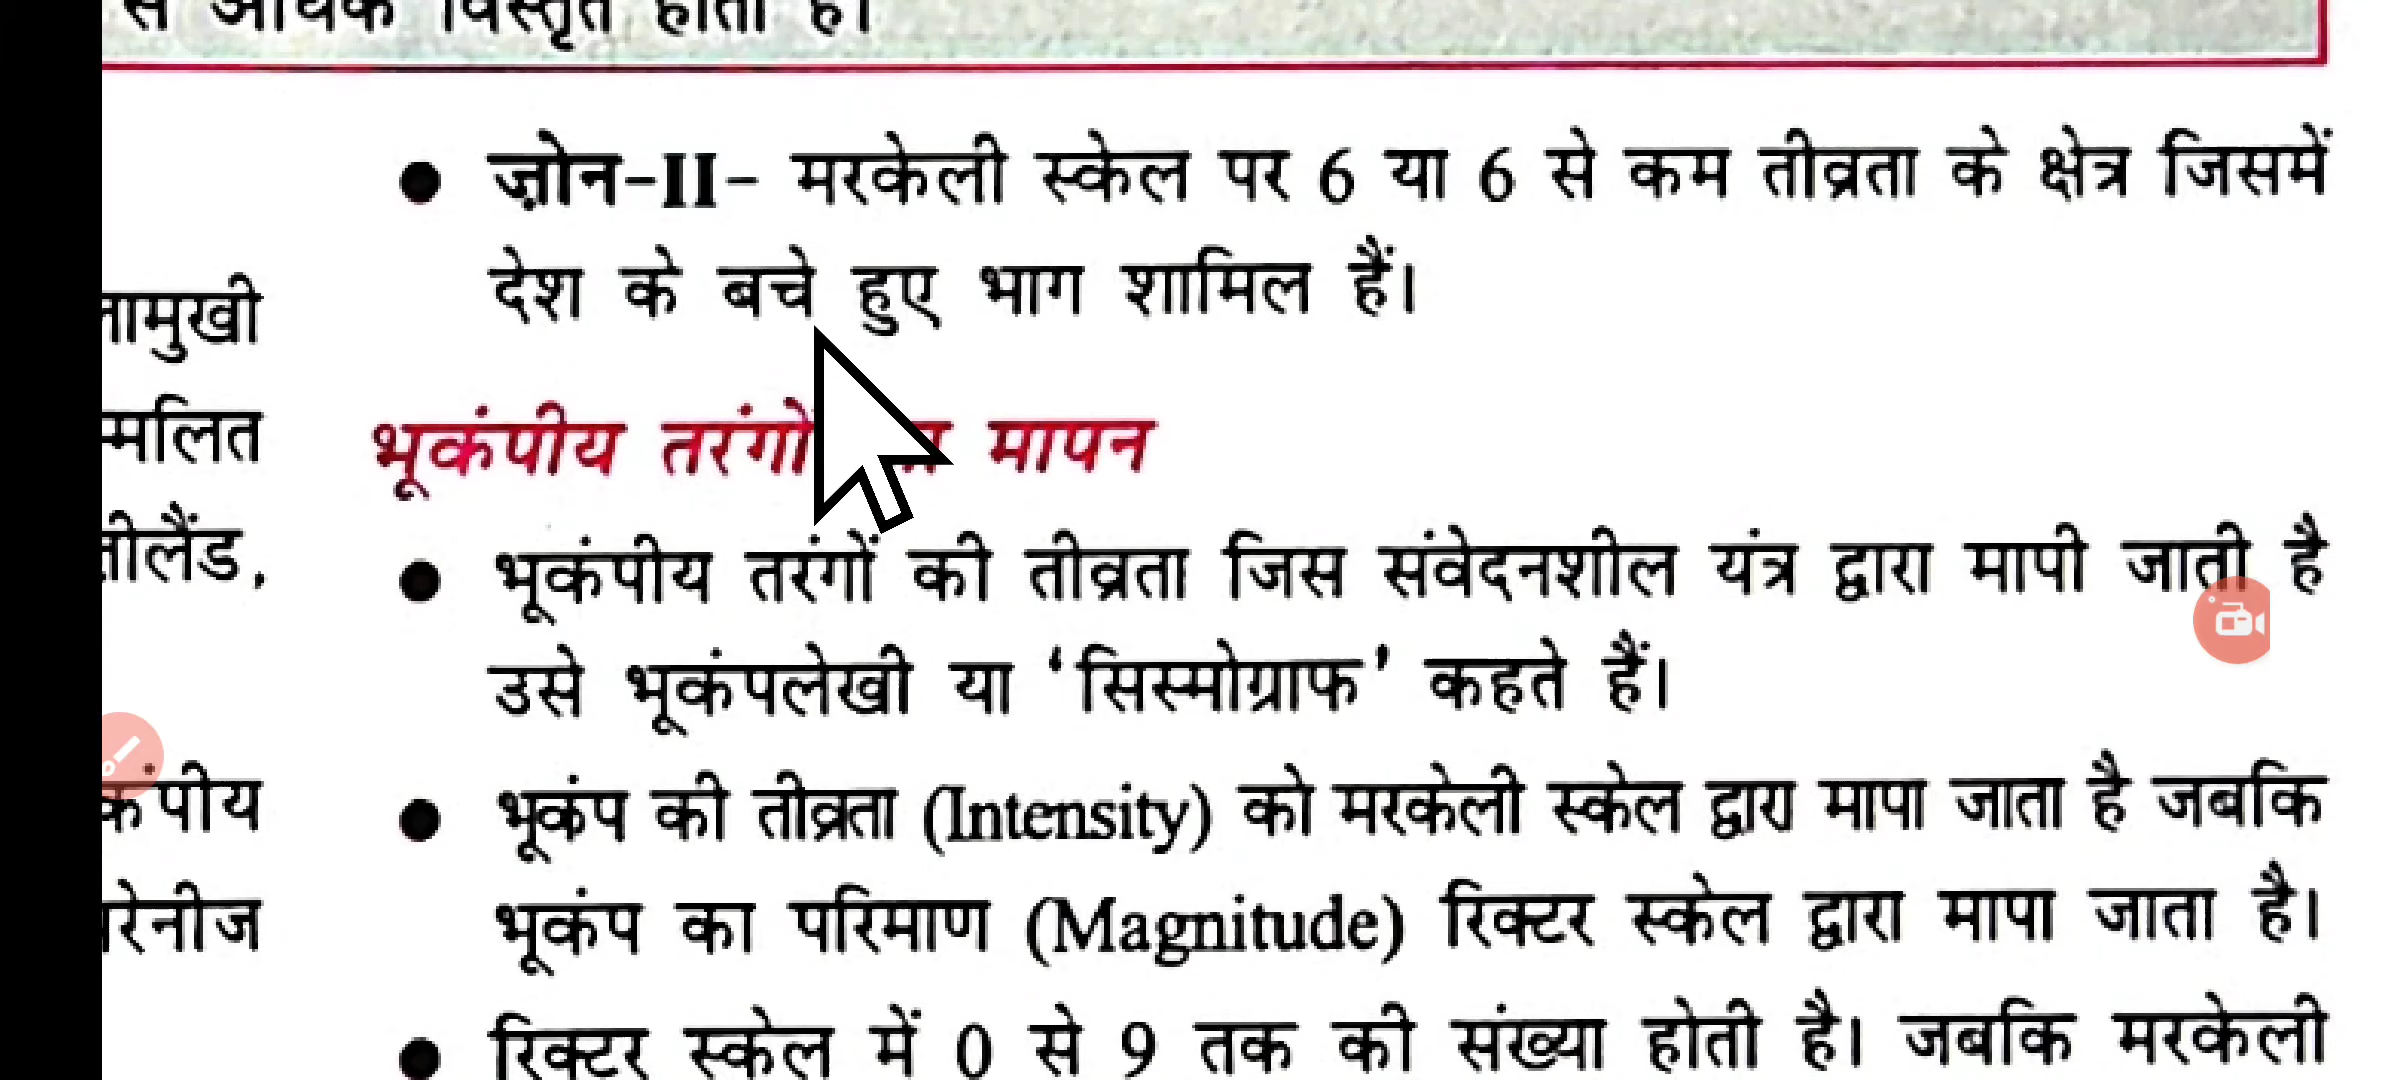 विस्तृत होता है।
● ज़ोन-II- मरकेली स्केल पर 6 या 6 से कम तीव्रता के क्षेत्र जिसमें
देश के बचे हुए भाग शामिल हैं।
भूकंपीय तरंगों मापन
● भूकंपीय तरंगों की तीव्रता जिस संवेदनशील यंत्र द्वारा मापी जाती है
उसे भूकंपलेखी या ‘सिस्मोग्राफ’ कहते हैं।
● भूकंप की तीव्रता (Intensity) को मरकेली स्केल द्वारा मापा जाता है जबकि
भूकंप का परिमाण (Magnitude) रिक्टर स्केल द्वारा मापा जाता है।
● रिक्टर स्केल में 0 से 9 तक की संख्या होती है। जबकि मरकेली